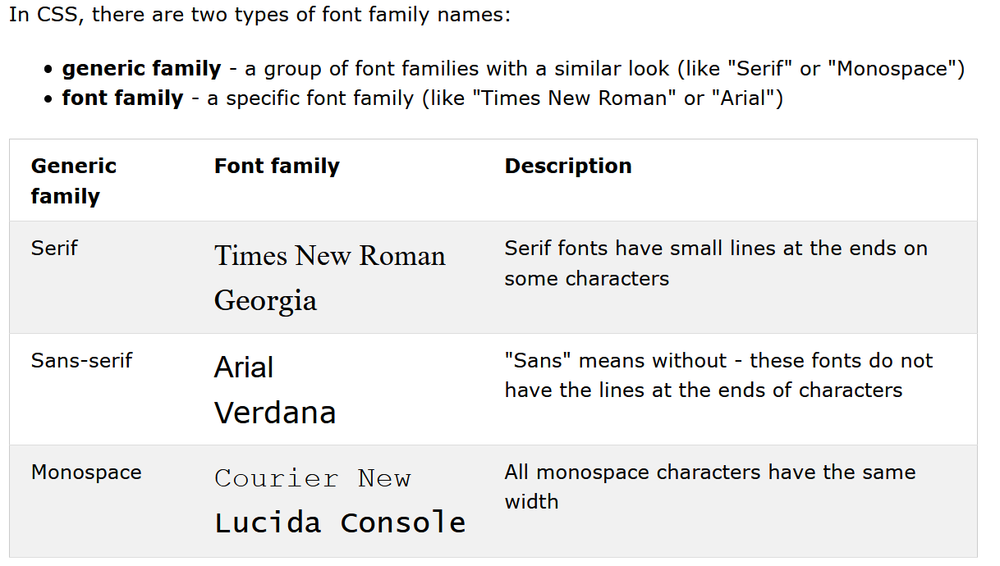 In CSS, there are two types of font family names:
• generic family - a group of font families with a similar look (like "Serif" or "Monospace")
• font family - a specific font family (like "Times New Roman" or "Arial")
Generic family
Font family
Description
Serif
Times New Roman
Georgia
Serif fonts have small lines at the ends on
some characters
Sans-serif
Arial
Verdana
"Sans" means without - these fonts do not
have the lines at the ends of characters
Monospace
Courier New
Lucida Console
All monospace characters have the same
width